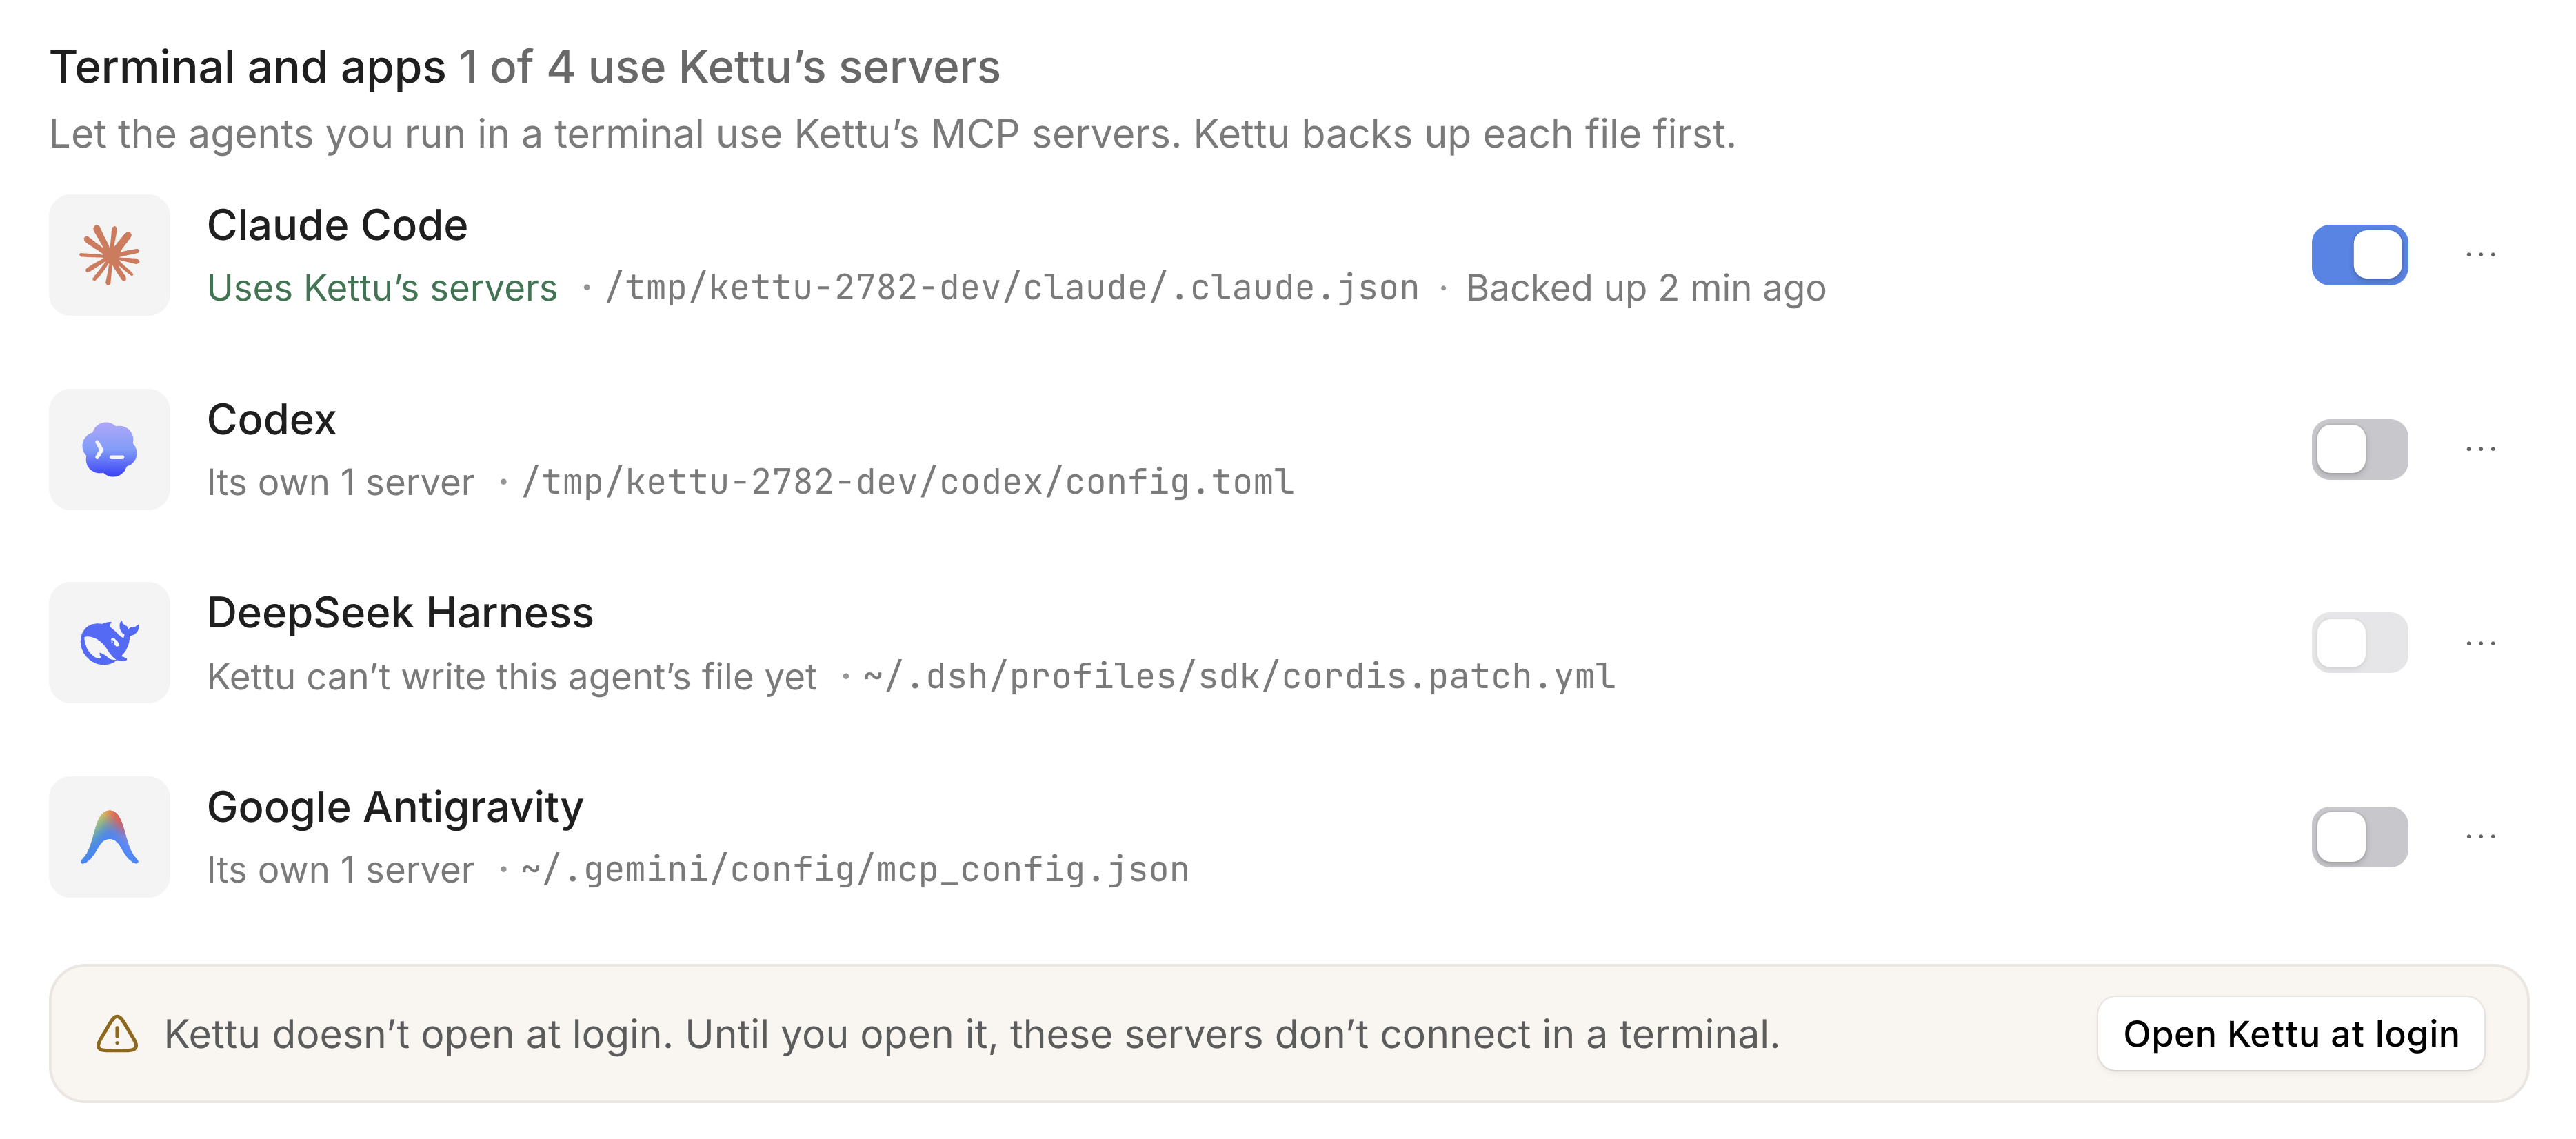 Terminal and apps 1 of 4 use Kettu’s servers
Let the agents you run in a terminal use Kettu’s MCP servers. Kettu backs up each file first.
Claude Code
Uses Kettu’s servers · /tmp/kettu-2782-dev/claude/.claude.json · Backed up 2 min ago
Codex
Its own 1 server · /tmp/kettu-2782-dev/codex/config.toml
DeepSeek Harness
Kettu can’t write this agent’s file yet · ~/.dsh/profiles/sdk/cordis.patch.yml
Google Antigravity
Its own 1 server · ~/.gemini/config/mcp_config.json
Kettu doesn’t open at login. Until you open it, these servers don’t connect in a terminal.
Open Kettu at login